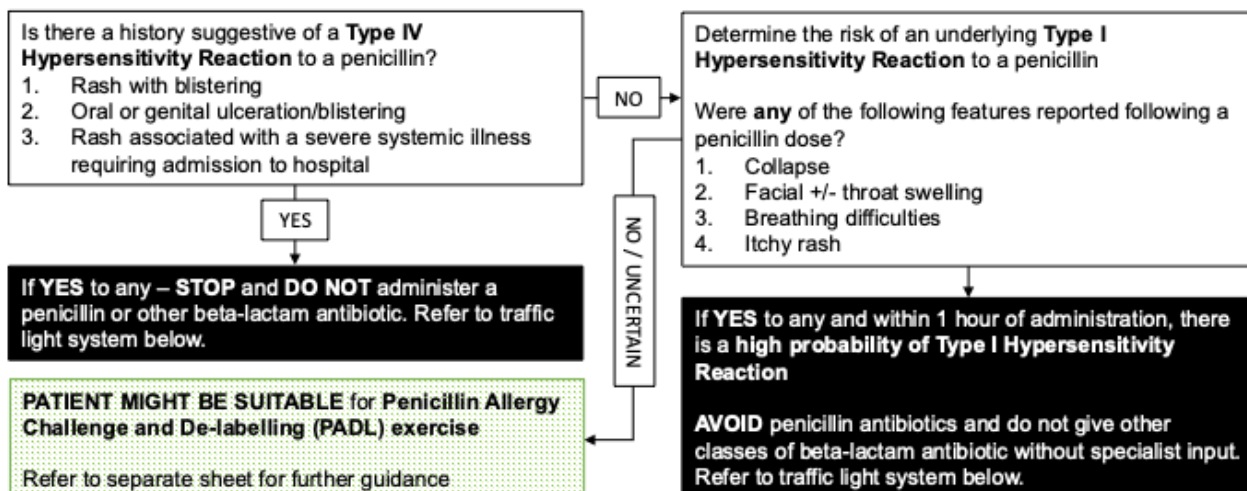 Is there a history suggestive of a Type IV
Hypersensitivity Reaction to a penicillin?
1. Rash with blistering
2. Oral or genital ulceration/blistering
3. Rash associated with a severe systemic illness
requiring admission to hospital
NO
YES
If YES to any – STOP and DO NOT administer a
penicillin or other beta-lactam antibiotic. Refer to traffic
light system below.
Determine the risk of an underlying Type I
Hypersensitivity Reaction to a penicillin
Were any of the following features reported following a
penicillin dose?
1. Collapse
2. Facial +/- throat swelling
3. Breathing difficulties
4. Itchy rash
NO / UNCERTAIN
If YES to any and within 1 hour of administration, there
is a high probability of Type I Hypersensitivity
Reaction
AVOID penicillin antibiotics and do not give other
classes of beta-lactam antibiotic without specialist input.
Refer to traffic light system below.
PATIENT MIGHT BE SUITABLE for Penicillin Allergy
Challenge and De-labelling (PADL) exercise
Refer to separate sheet for further guidance